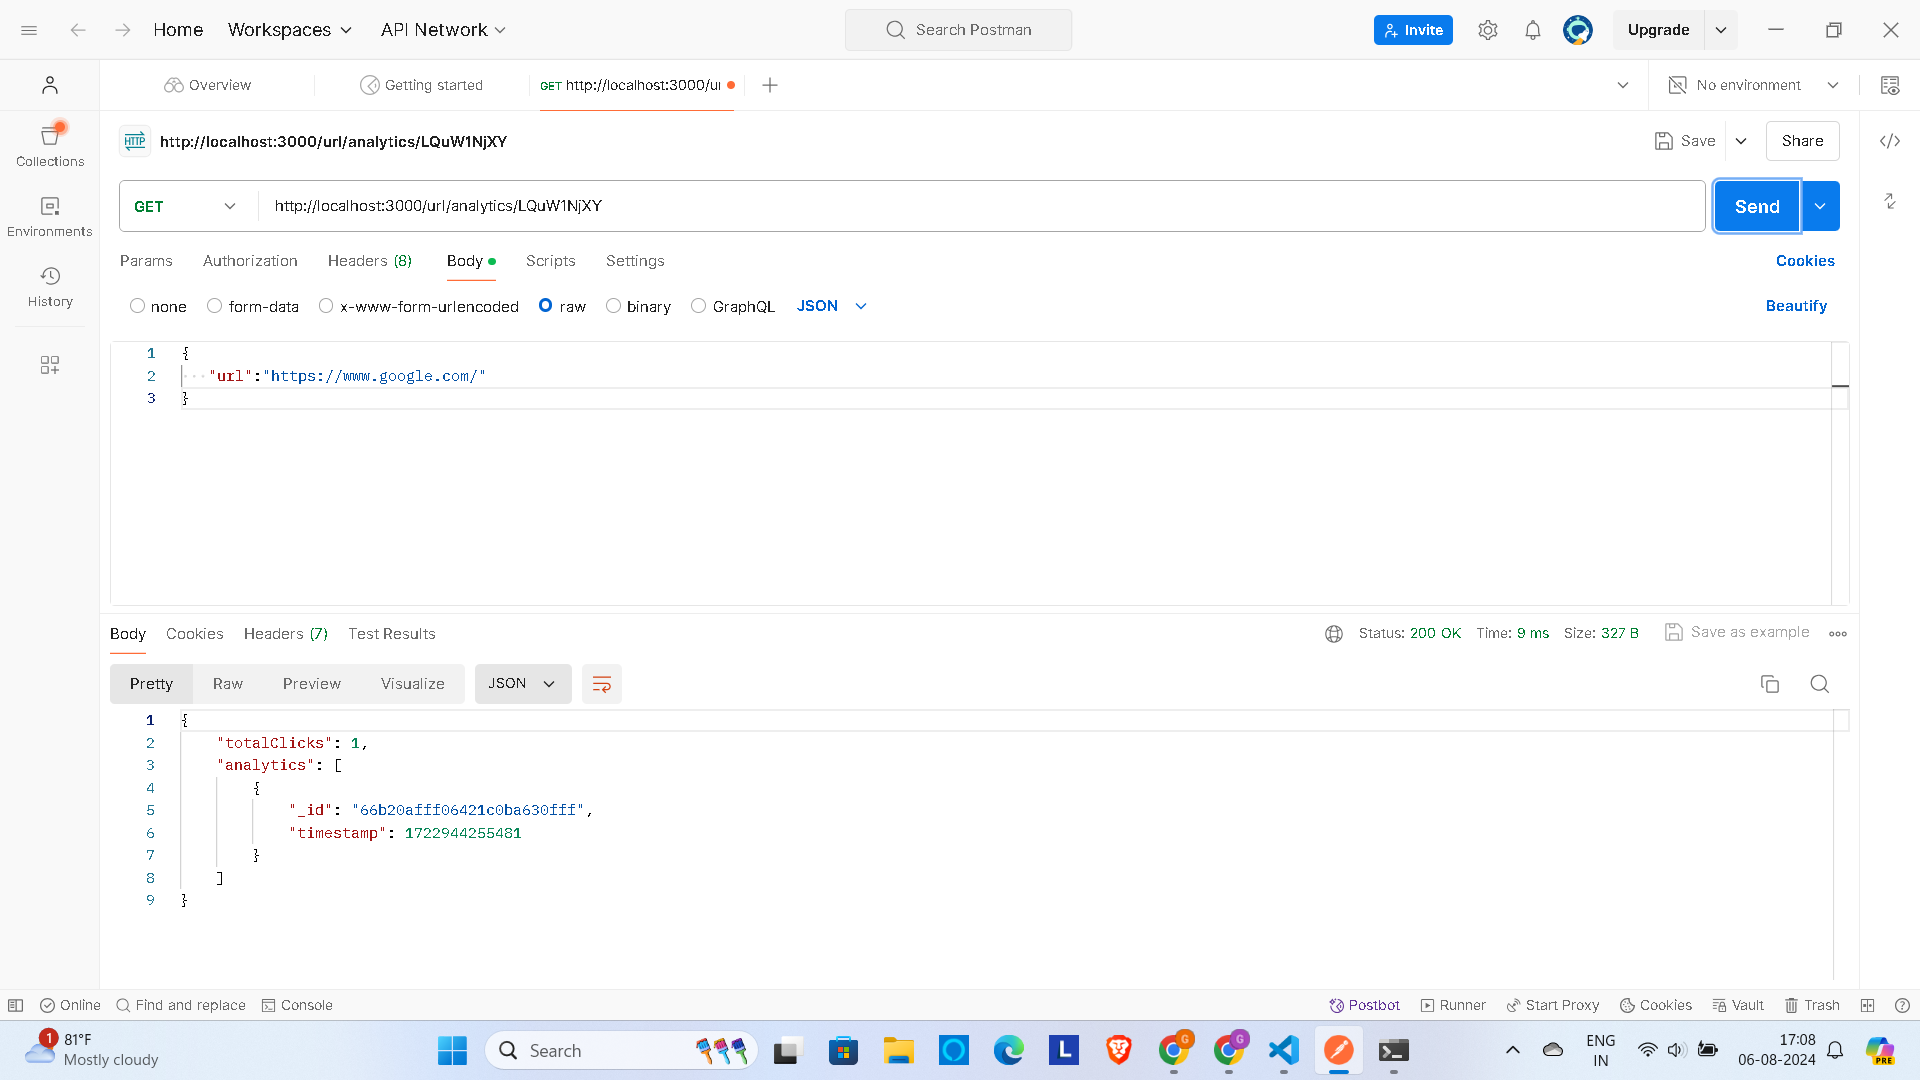 Home Workspaces API Network Search Postman Invite Upgrade
Overview Getting started GET http://localhost:3000/ur No environment
HTTP http://localhost:3000/url/analytics/LQuW1NjXY Save Share
Collections
GET http://localhost:3000/url/analytics/LQuW1NjXY Send
Environments
Params Authorization Headers (8) Body Scripts Settings Cookies
History
none form-data x-www-form-urlencoded raw binary GraphQL JSON Beautify
1 {
2 "url":"https://www.google.com/"
3 }
Body Cookies Headers (7) Test Results Status: 200 OK Time: 9 ms Size: 327 B Save as example
Pretty Raw Preview Visualize JSON
1 {
2 "totalClicks": 1,
3 "analytics": [
4 {
5 "_id": "66b20afff06421c0ba630fff",
6 "timestamp": 1722944255481
7 }
8 ]
9 }
Online Find and replace Console Postbot Runner Start Proxy Cookies Vault Trash
1 81°F
Mostly cloudy
Search
L
G
G
ENG
IN
17:08
06-08-2024
PRE